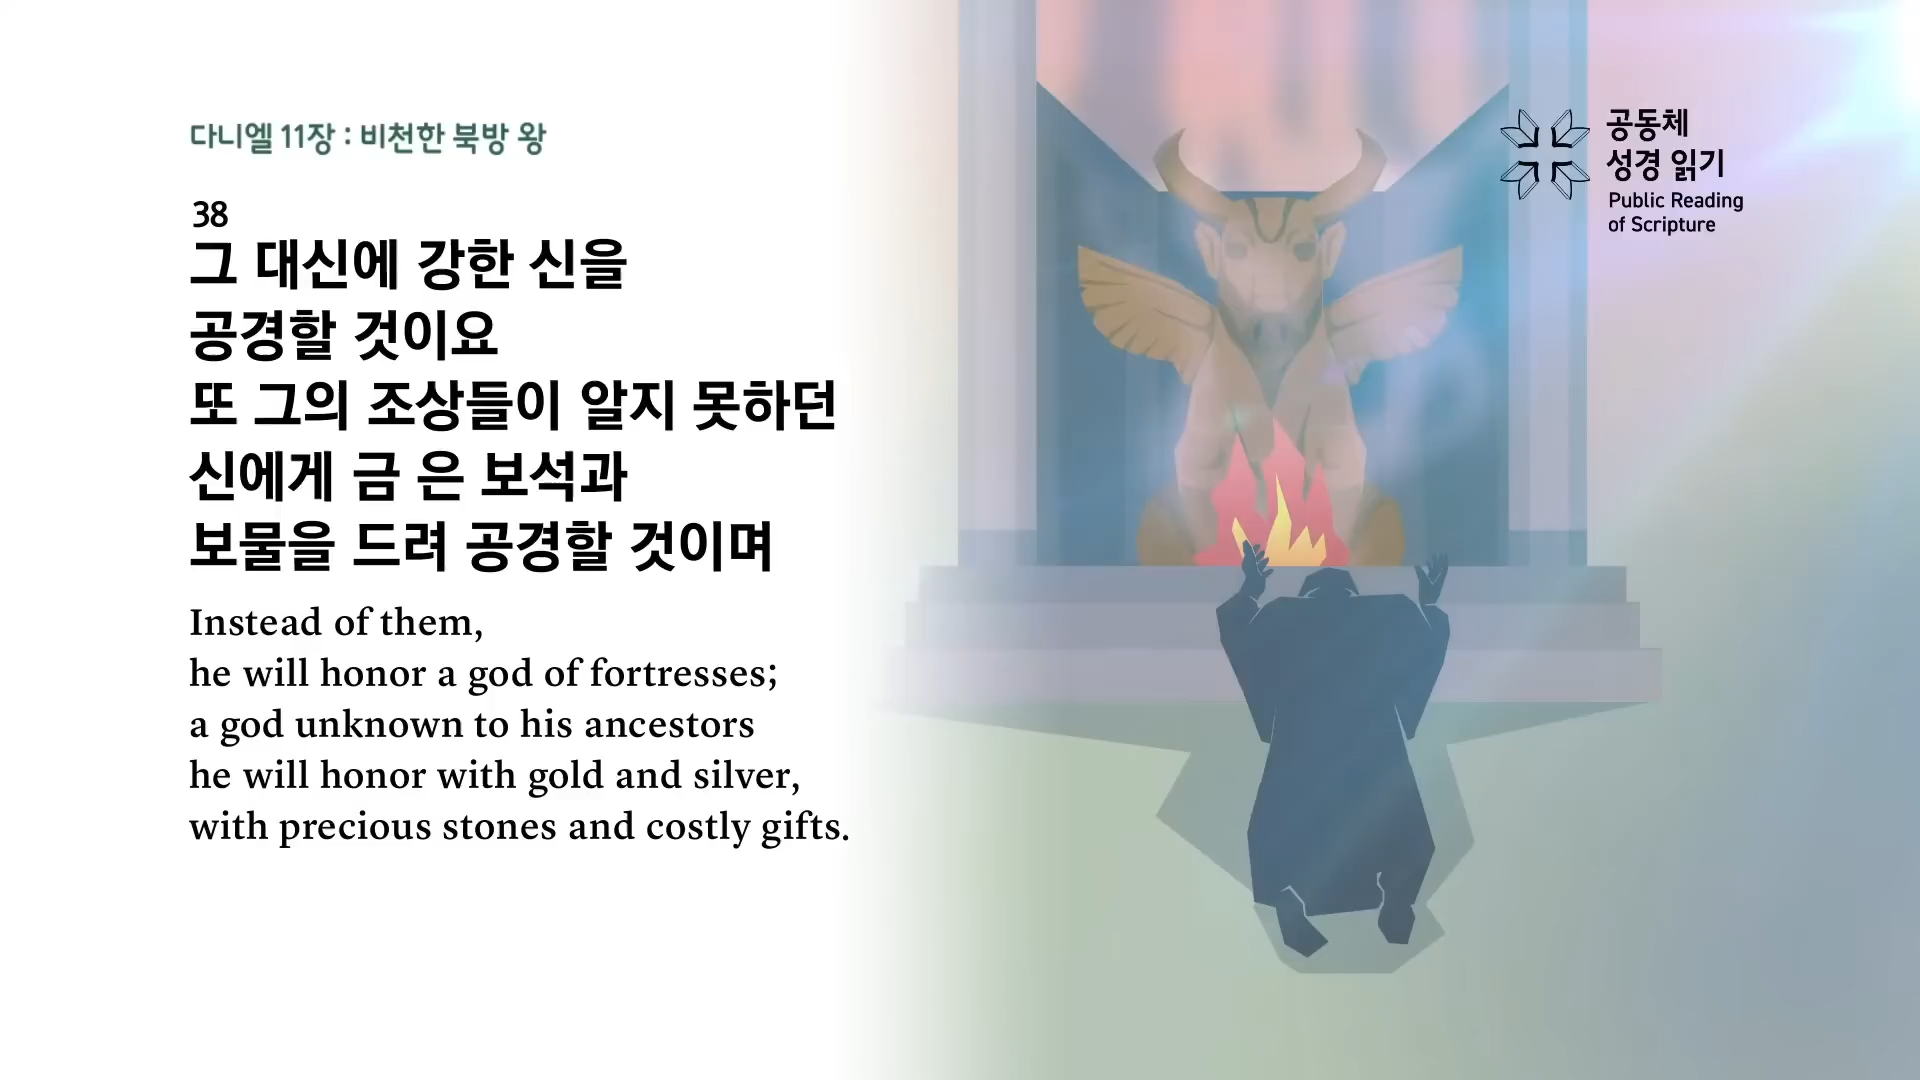 다니엘 11장 : 비천한 북방 왕
38
그 대신에 강한 신을
공경할 것이요
또 그의 조상들이 알지 못하던
신에게 금 은 보석과
보물을 드려 공경할 것이며
Instead of them,
he will honor a god of fortresses;
a god unknown to his ancestors
he will honor with gold and silver,
with precious stones and costly gifts.
공동체
성경 읽기
Public Reading
of Scripture